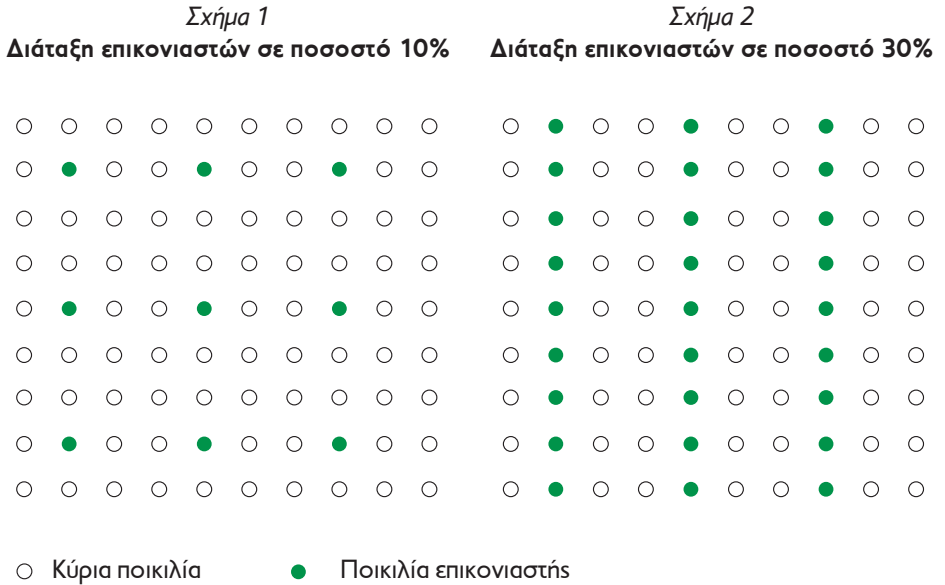 Σχήμα 1
Διάταξη επικονιαστών σε ποσοστό 10%
Σχήμα 2
Διάταξη επικονιαστών σε ποσοστό 30%
Κύρια ποικιλία
Ποικιλία επικονιαστής